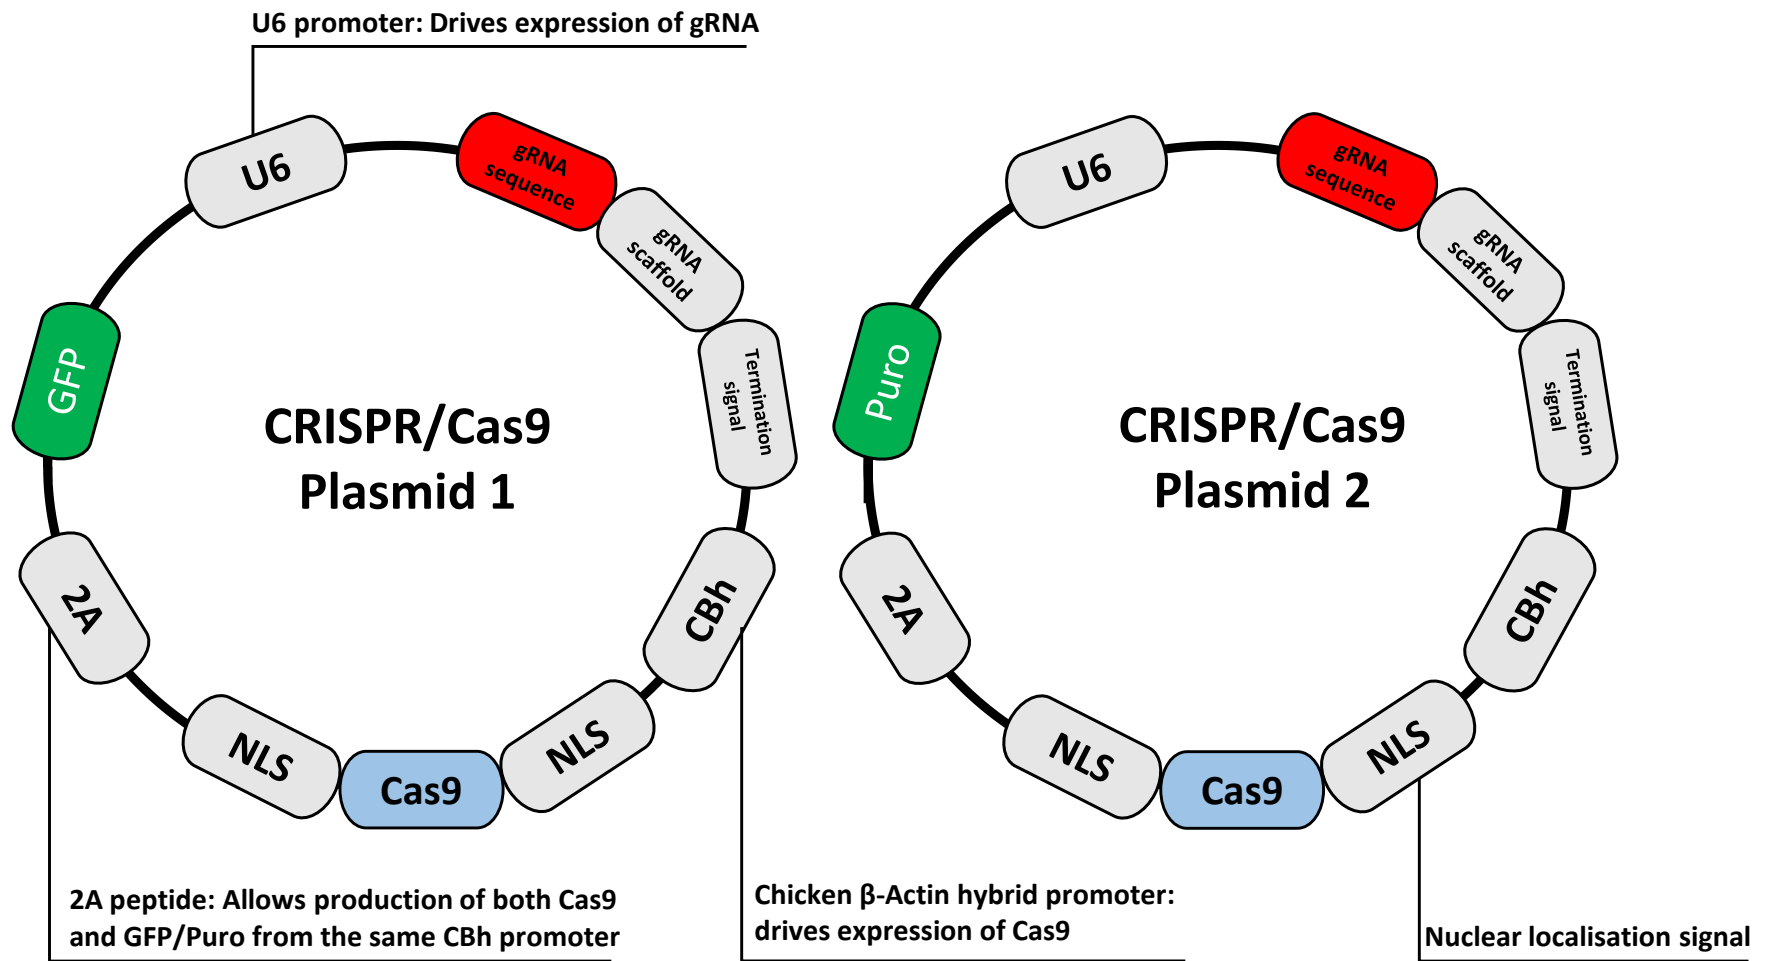 U6 promoter: Drives expression of gRNA
U6
gRNA
sequence
gRNA
scaffold
Termination
signal
GFP
CRISPR/Cas9
Plasmid 1
2A
CBh
NLS
Cas9
NLS
U6
gRNA
sequence
gRNA
scaffold
Termination
signal
Puro
CRISPR/Cas9
Plasmid 2
2A
CBh
NLS
Cas9
NLS
2A peptide: Allows production of both Cas9
and GFP/Puro from the same CBh promoter
Chicken β-Actin hybrid promoter:
drives expression of Cas9
Nuclear localisation signal